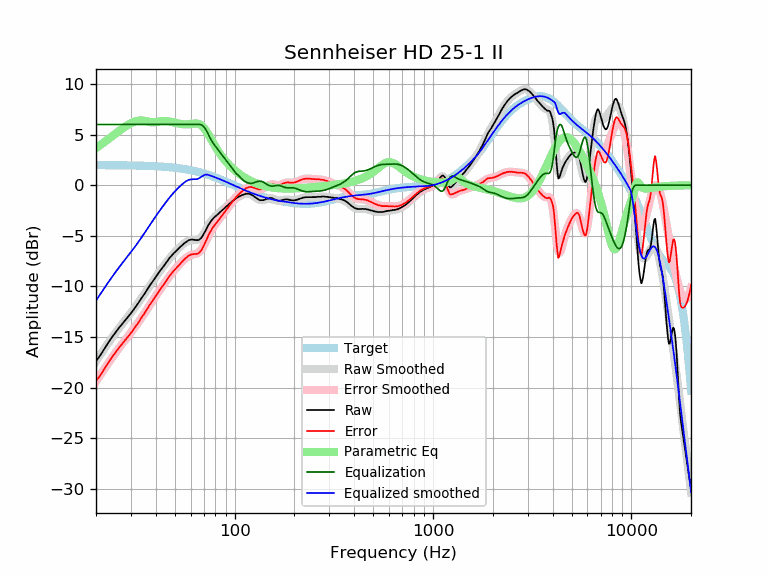 Sennheiser HD 25-1 II
Amplitude (dBr)
10
5
0
−5
−10
−15
−20
−25
−30
Target
Raw Smoothed
Error Smoothed
Raw
Error
Parametric Eq
Equalization
Equalized smoothed
100
1000
10000
Frequency (Hz)